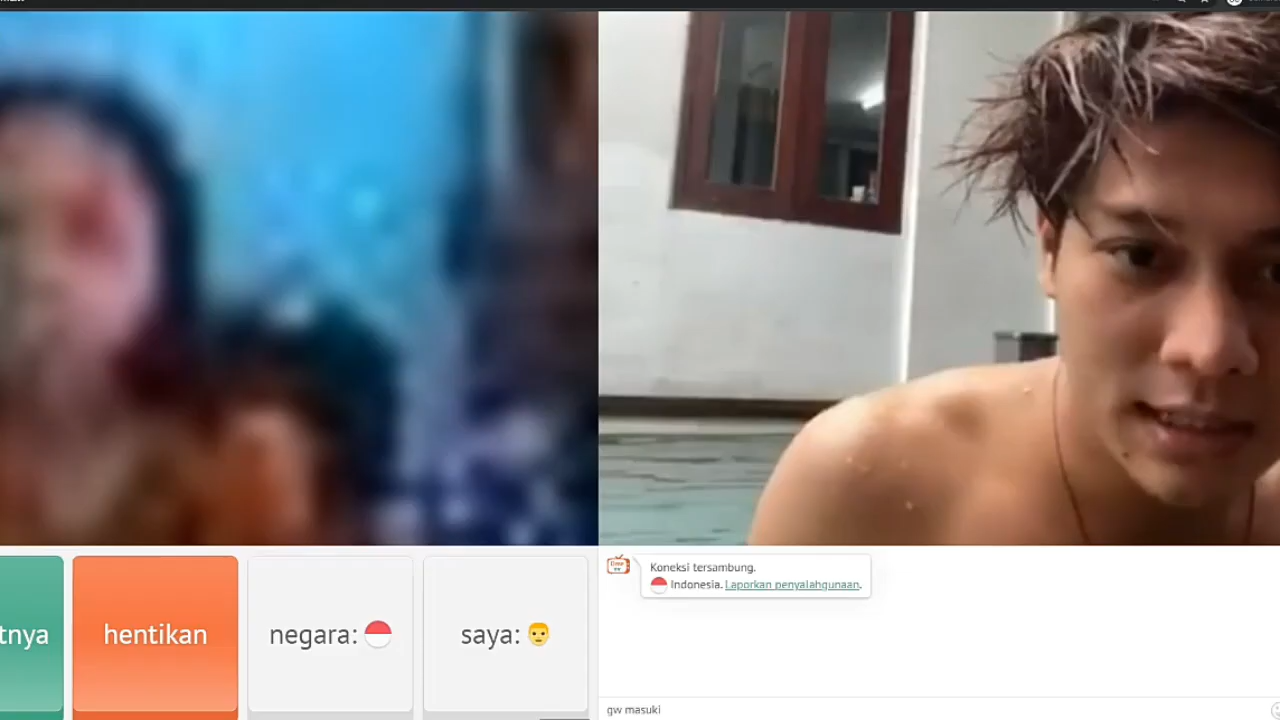 tnya
hentikan
negara:
saya:
Koneksi tersambung.
Indonesia. Laporkan penyalahgunaan.
gw masuki